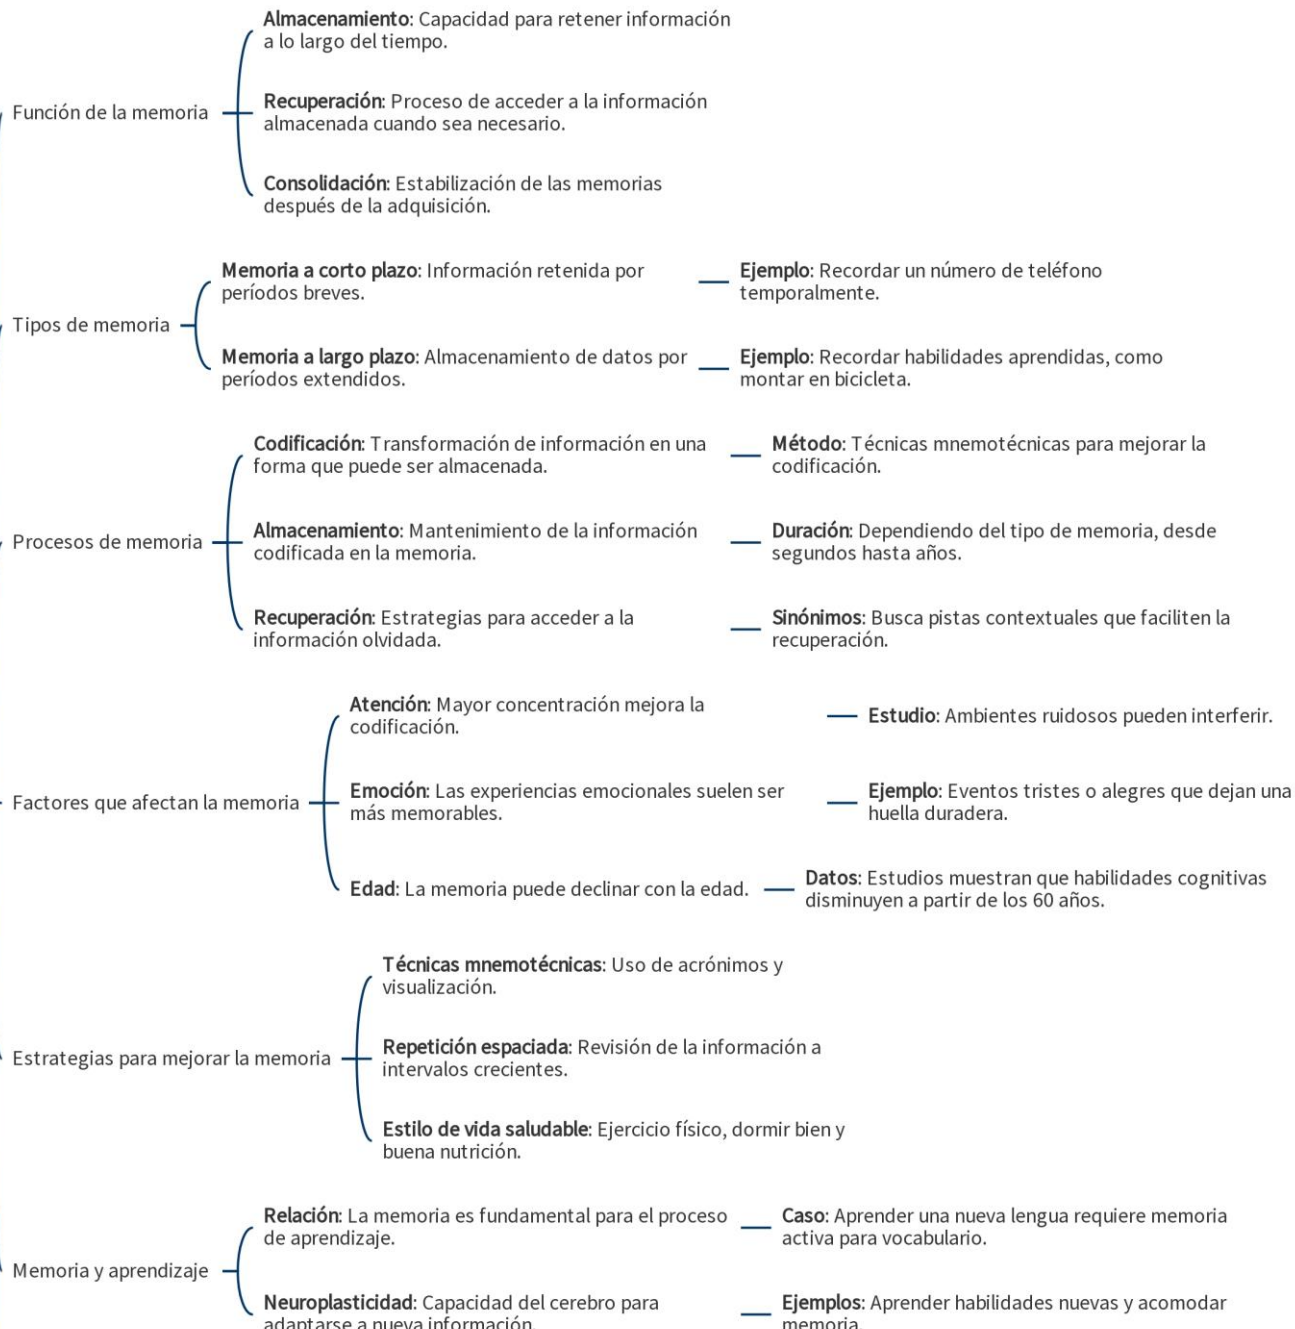 Función de la memoria
Almacenamiento: Capacidad para retener información
a lo largo del tiempo.
Recuperación: Proceso de acceder a la información
almacenada cuando sea necesario.
Consolidación: Estabilización de las memorias
después de la adquisición.
Tipos de memoria
Memoria a corto plazo: Información retenida por
períodos breves.
Ejemplo: Recordar un número de teléfono
temporalmente.
Memoria a largo plazo: Almacenamiento de datos por
períodos extendidos.
Ejemplo: Recordar habilidades aprendidas, como
montar en bicicleta.
Procesos de memoria
Codificación: Transformación de información en una
forma que puede ser almacenada.
Método: Técnicas mnemotécnicas para mejorar la
codificación.
Almacenamiento: Mantenimiento de la información
codificada en la memoria.
Duración: Dependiendo del tipo de memoria, desde
segundos hasta años.
Recuperación: Estrategias para acceder a la
información olvidada.
Sinónimos: Busca pistas contextuales que faciliten la
recuperación.
Factores que afectan la memoria
Atención: Mayor concentración mejora la
codificación.
Estudio: Ambientes ruidosos pueden interferir.
Emoción: Las experiencias emocionales suelen ser
más memorables.
Ejemplo: Eventos tristes o alegres que dejan una
huella duradera.
Edad: La memoria puede declinar con la edad.
Datos: Estudios muestran que habilidades cognitivas
disminuyen a partir de los 60 años.
Estrategias para mejorar la memoria
Técnicas mnemotécnicas: Uso de acrónimos y
visualización.
Repetición espaciada: Revisión de la información a
intervalos crecientes.
Estilo de vida saludable: Ejercicio físico, dormir bien y
buena nutrición.
Memoria y aprendizaje
Relación: La memoria es fundamental para el proceso
de aprendizaje.
Caso: Aprender una nueva lengua requiere memoria
activa para vocabulario.
Neuroplasticidad: Capacidad del cerebro para
adaptarse a nueva información.
Ejemplos: Aprender habilidades nuevas y acomodar
memoria.